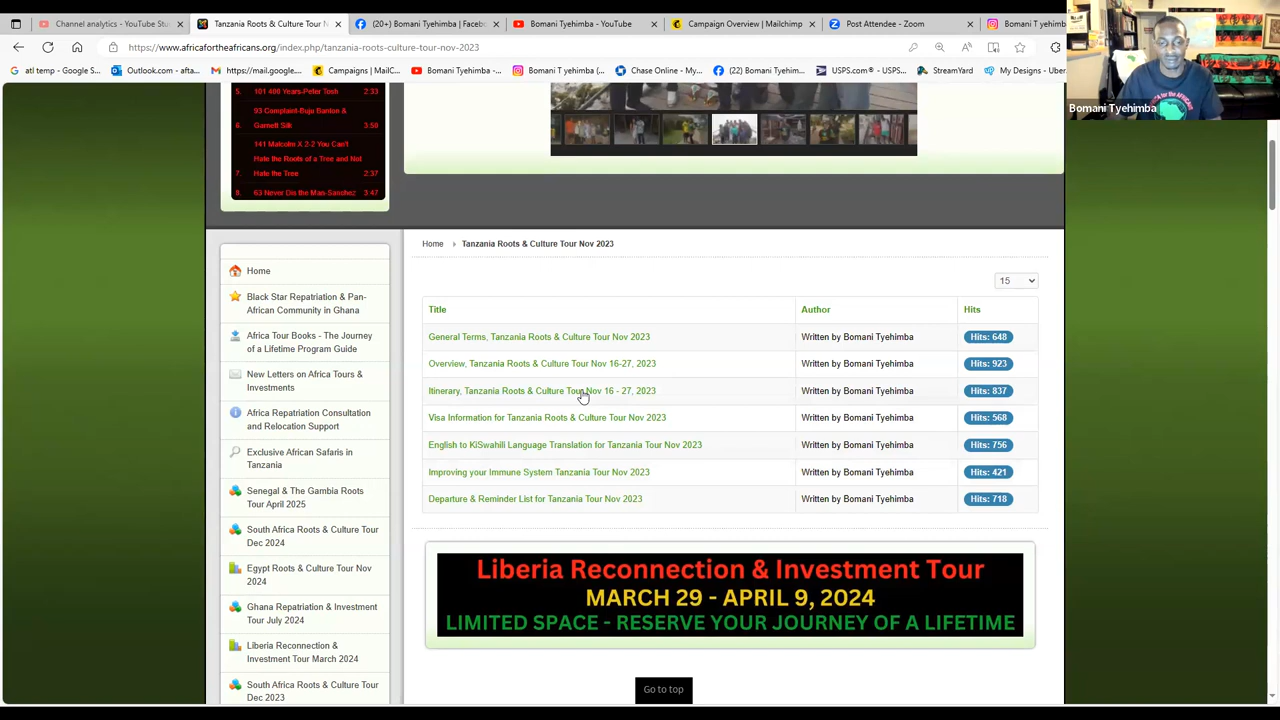 Channel analytics - YouTube Stu
Tanzania Roots & Culture Tour N
(20+) Bomani Tyehimba |
Bomani Tyehimba - YouTube
Campaign Overview | Mailchimp
Post Attendee - Zoom
Bomani T yehimb
https://www.africafortheafricans.org/index.php/tanzania-roots-culture-tour-nov-2023
atl temp - Google S...
Outlook.com - afta...
https://mail.google...
Campaigns | MailC...
Bomani Tyehimba -...
Bomani T yehimba (...
Chase Online - My...
(22) Bomani Tyehim...
USPS.com® - USPS...
StreamYard
My Designs - Uber
Bomani Tyehimba
5. 101 400 Years-Peter Tosh 2:33
93 Complaint-Buju Banton &
6. Garnett Silk 3:50
141 Malcolm X 2-2 You Can't
Hate the Roots of a Tree and Not
7. Hate the Tree 2:37
8. 63 Never Dis the Man-Sanchez 3:47
Home
Black Star Repatriation & Pan-
African Community in Ghana
Africa Tour Books - The Journey
of a Lifetime Program Guide
New Letters on Africa Tours &
Investments
Africa Repatriation Consultation
and Relocation Support
Exclusive African Safaris in
Tanzania
Senegal & The Gambia Roots
Tour April 2025
South Africa Roots & Culture Tour
Dec 2024
Egypt Roots & Culture Tour Nov
2024
Ghana Repatriation & Investment
Tour July 2024
Liberia Reconnection &
Investment Tour March 2024
South Africa Roots & Culture Tour
Dec 2023
Home Tanzania Roots & Culture Tour Nov 2023
15
Title Author Hits
General Terms, Tanzania Roots & Culture Tour Nov 2023 Written by Bomani Tyehimba Hits: 648
Overview, Tanzania Roots & Culture Tour Nov 16-27, 2023 Written by Bomani Tyehimba Hits: 923
Itinerary, Tanzania Roots & Culture Tour Nov 16 - 27, 2023 Written by Bomani Tyehimba Hits: 837
Visa Information for Tanzania Roots & Culture Tour Nov 2023 Written by Bomani Tyehimba Hits: 568
English to KISwahili Language Translation for Tanzania Tour Nov 2023 Written by Bomani Tyehimba Hits: 756
Improving your Immune System Tanzania Tour Nov 2023 Written by Bomani Tyehimba Hits: 421
Departure & Reminder List for Tanzania Tour Nov 2023 Written by Bomani Tyehimba Hits: 718
Liberia Reconnection & Investment Tour
MARCH 29 - APRIL 9, 2024
LIMITED SPACE - RESERVE YOUR JOURNEY OF A LIFETIME
Go to top